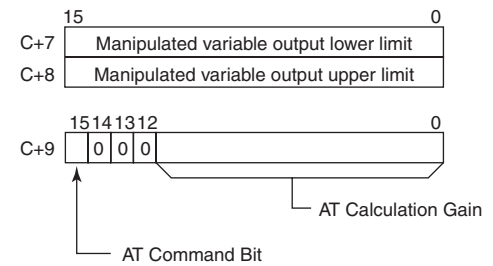 15 0
C+7 Manipulated variable output lower limit
C+8 Manipulated variable output upper limit
15 14 13 12 0
C+9 0 0 0
AT Calculation Gain
AT Command Bit